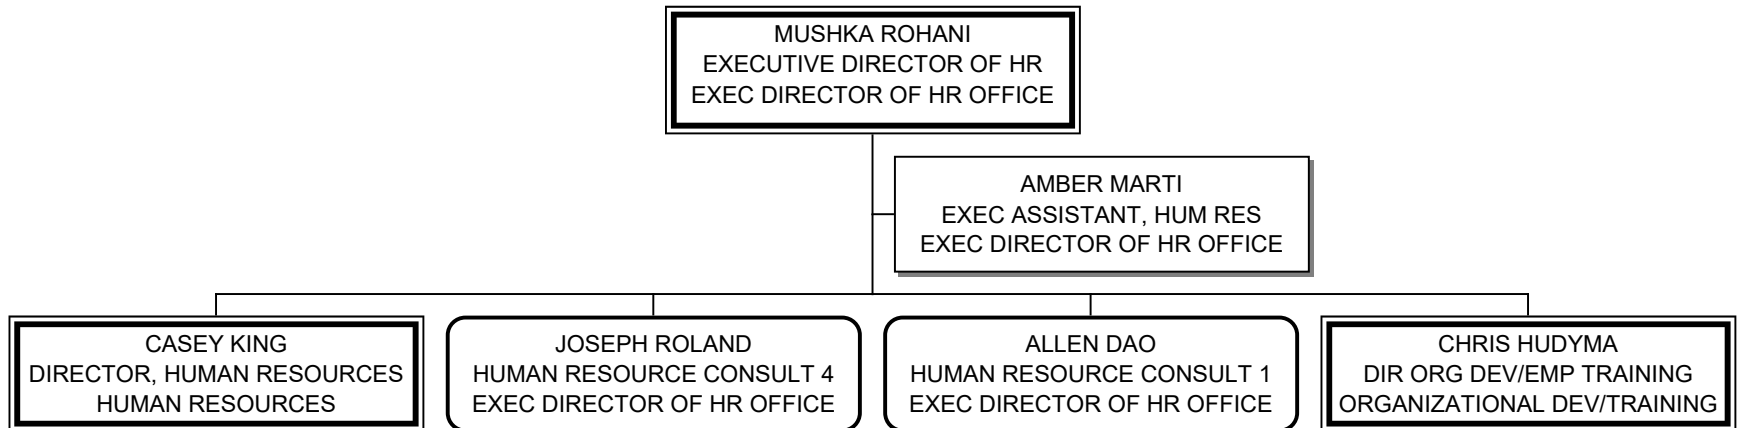 MUSHKA ROHANI
EXECUTIVE DIRECTOR OF HR
EXEC DIRECTOR OF HR OFFICE
AMBER MARTI
EXEC ASSISTANT, HUM RES
EXEC DIRECTOR OF HR OFFICE
CASEY KING
DIRECTOR, HUMAN RESOURCES
HUMAN RESOURCES
JOSEPH ROLAND
HUMAN RESOURCE CONSULT 4
EXEC DIRECTOR OF HR OFFICE
ALLEN DAO
HUMAN RESOURCE CONSULT 1
EXEC DIRECTOR OF HR OFFICE
CHRIS HUDYMA
DIR ORG DEV/EMP TRAINING
ORGANIZATIONAL DEV/TRAINING